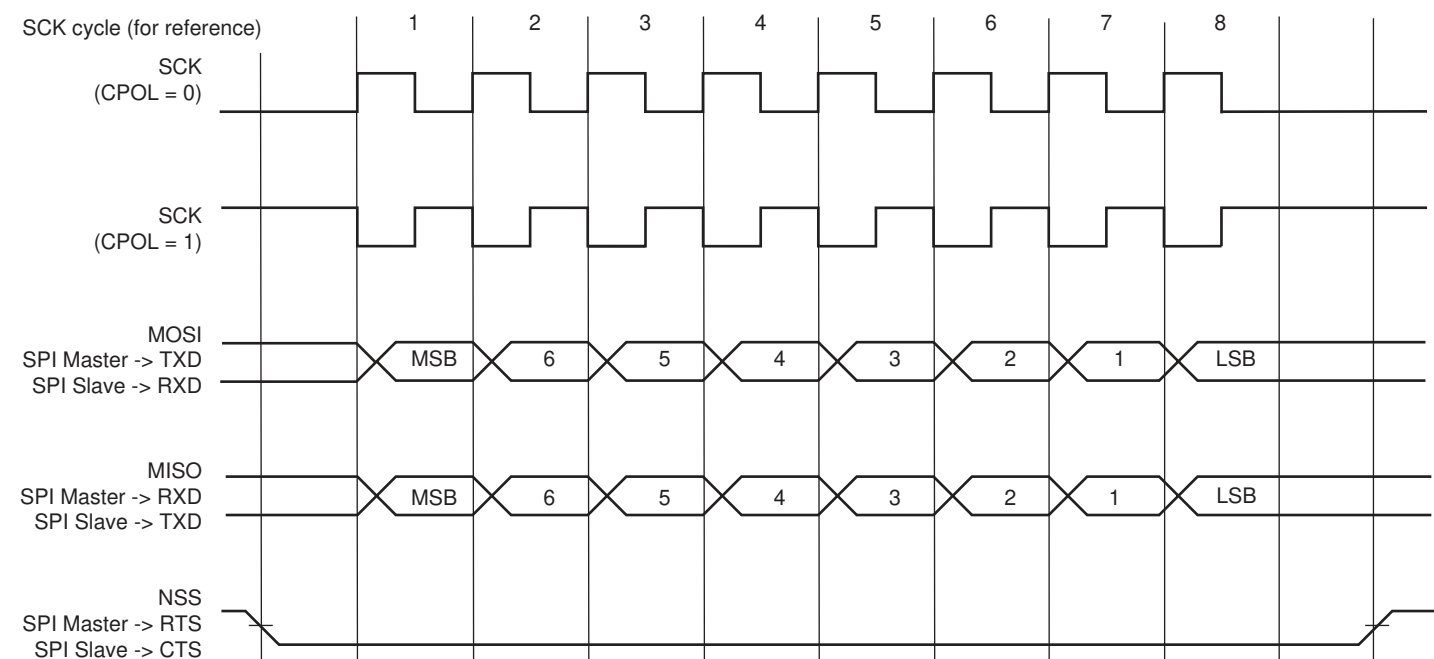 SCK cycle (for reference) 1 2 3 4 5 6 7 8
SCK
(CPOL = 0)
SCK
(CPOL = 1)
MOSI
SPI Master -> TXD
SPI Slave -> RXD
MSB 6 5 4 3 2 1 LSB
MISO
SPI Master -> RXD
SPI Slave -> TXD
MSB 6 5 4 3 2 1 LSB
NSS
SPI Master -> RTS
SPI Slave -> CTS